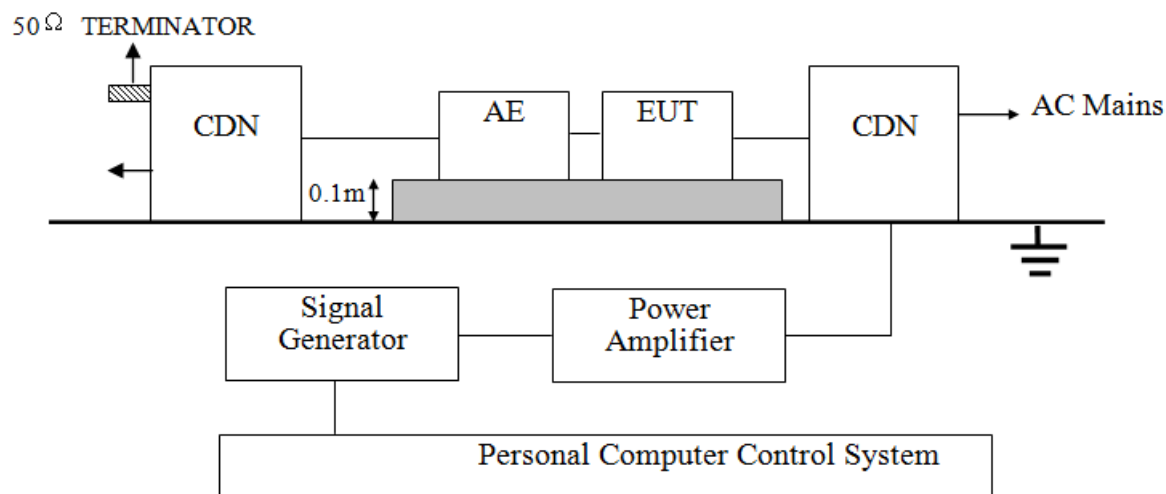 50Ω TERMINATOR
CDN
AE
EUT
CDN
AC Mains
0.1m
Signal
Generator
Power
Amplifier
Personal Computer Control System